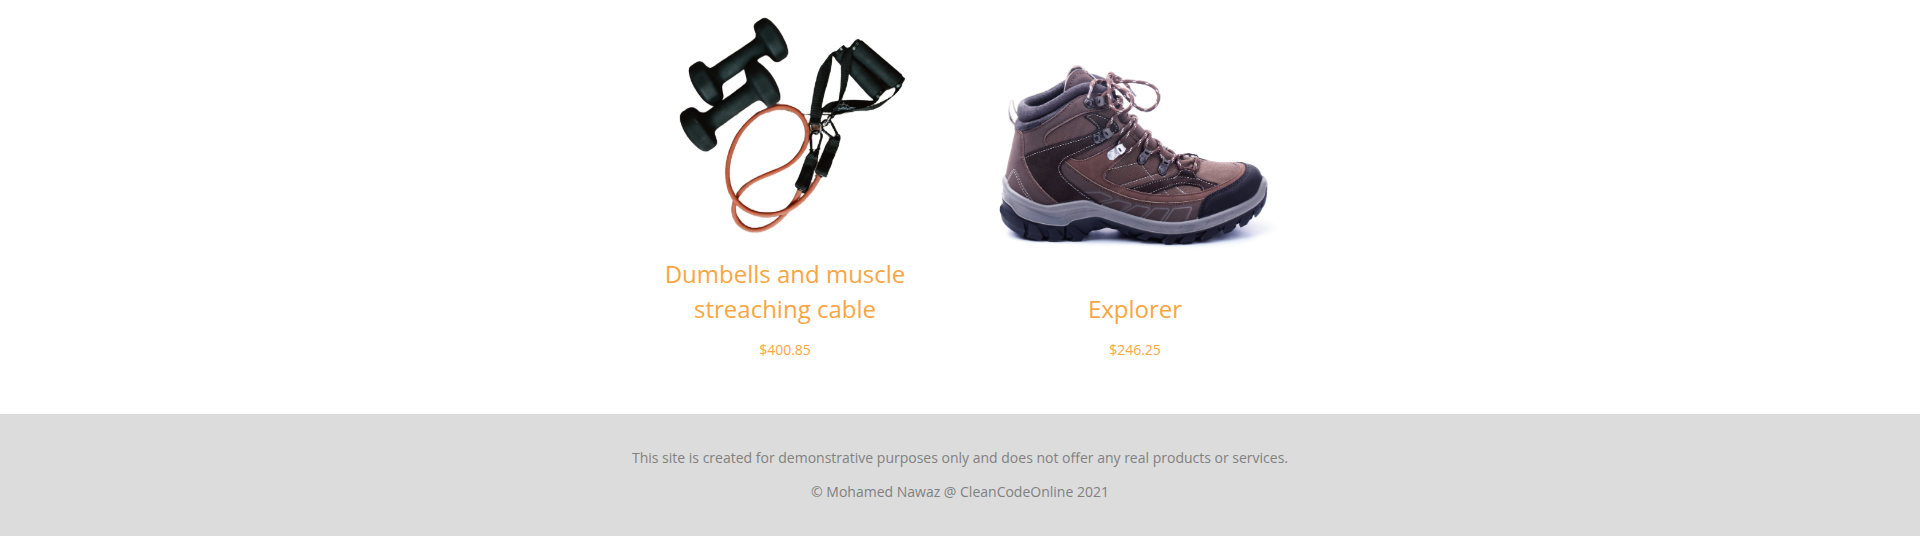 Dumbells and muscle
streaching cable
$400.85
Explorer
$246.25
This site is created for demonstrative purposes only and does not offer any real products or services.
© Mohamed Nawaz @ CleanCodeOnline 2021